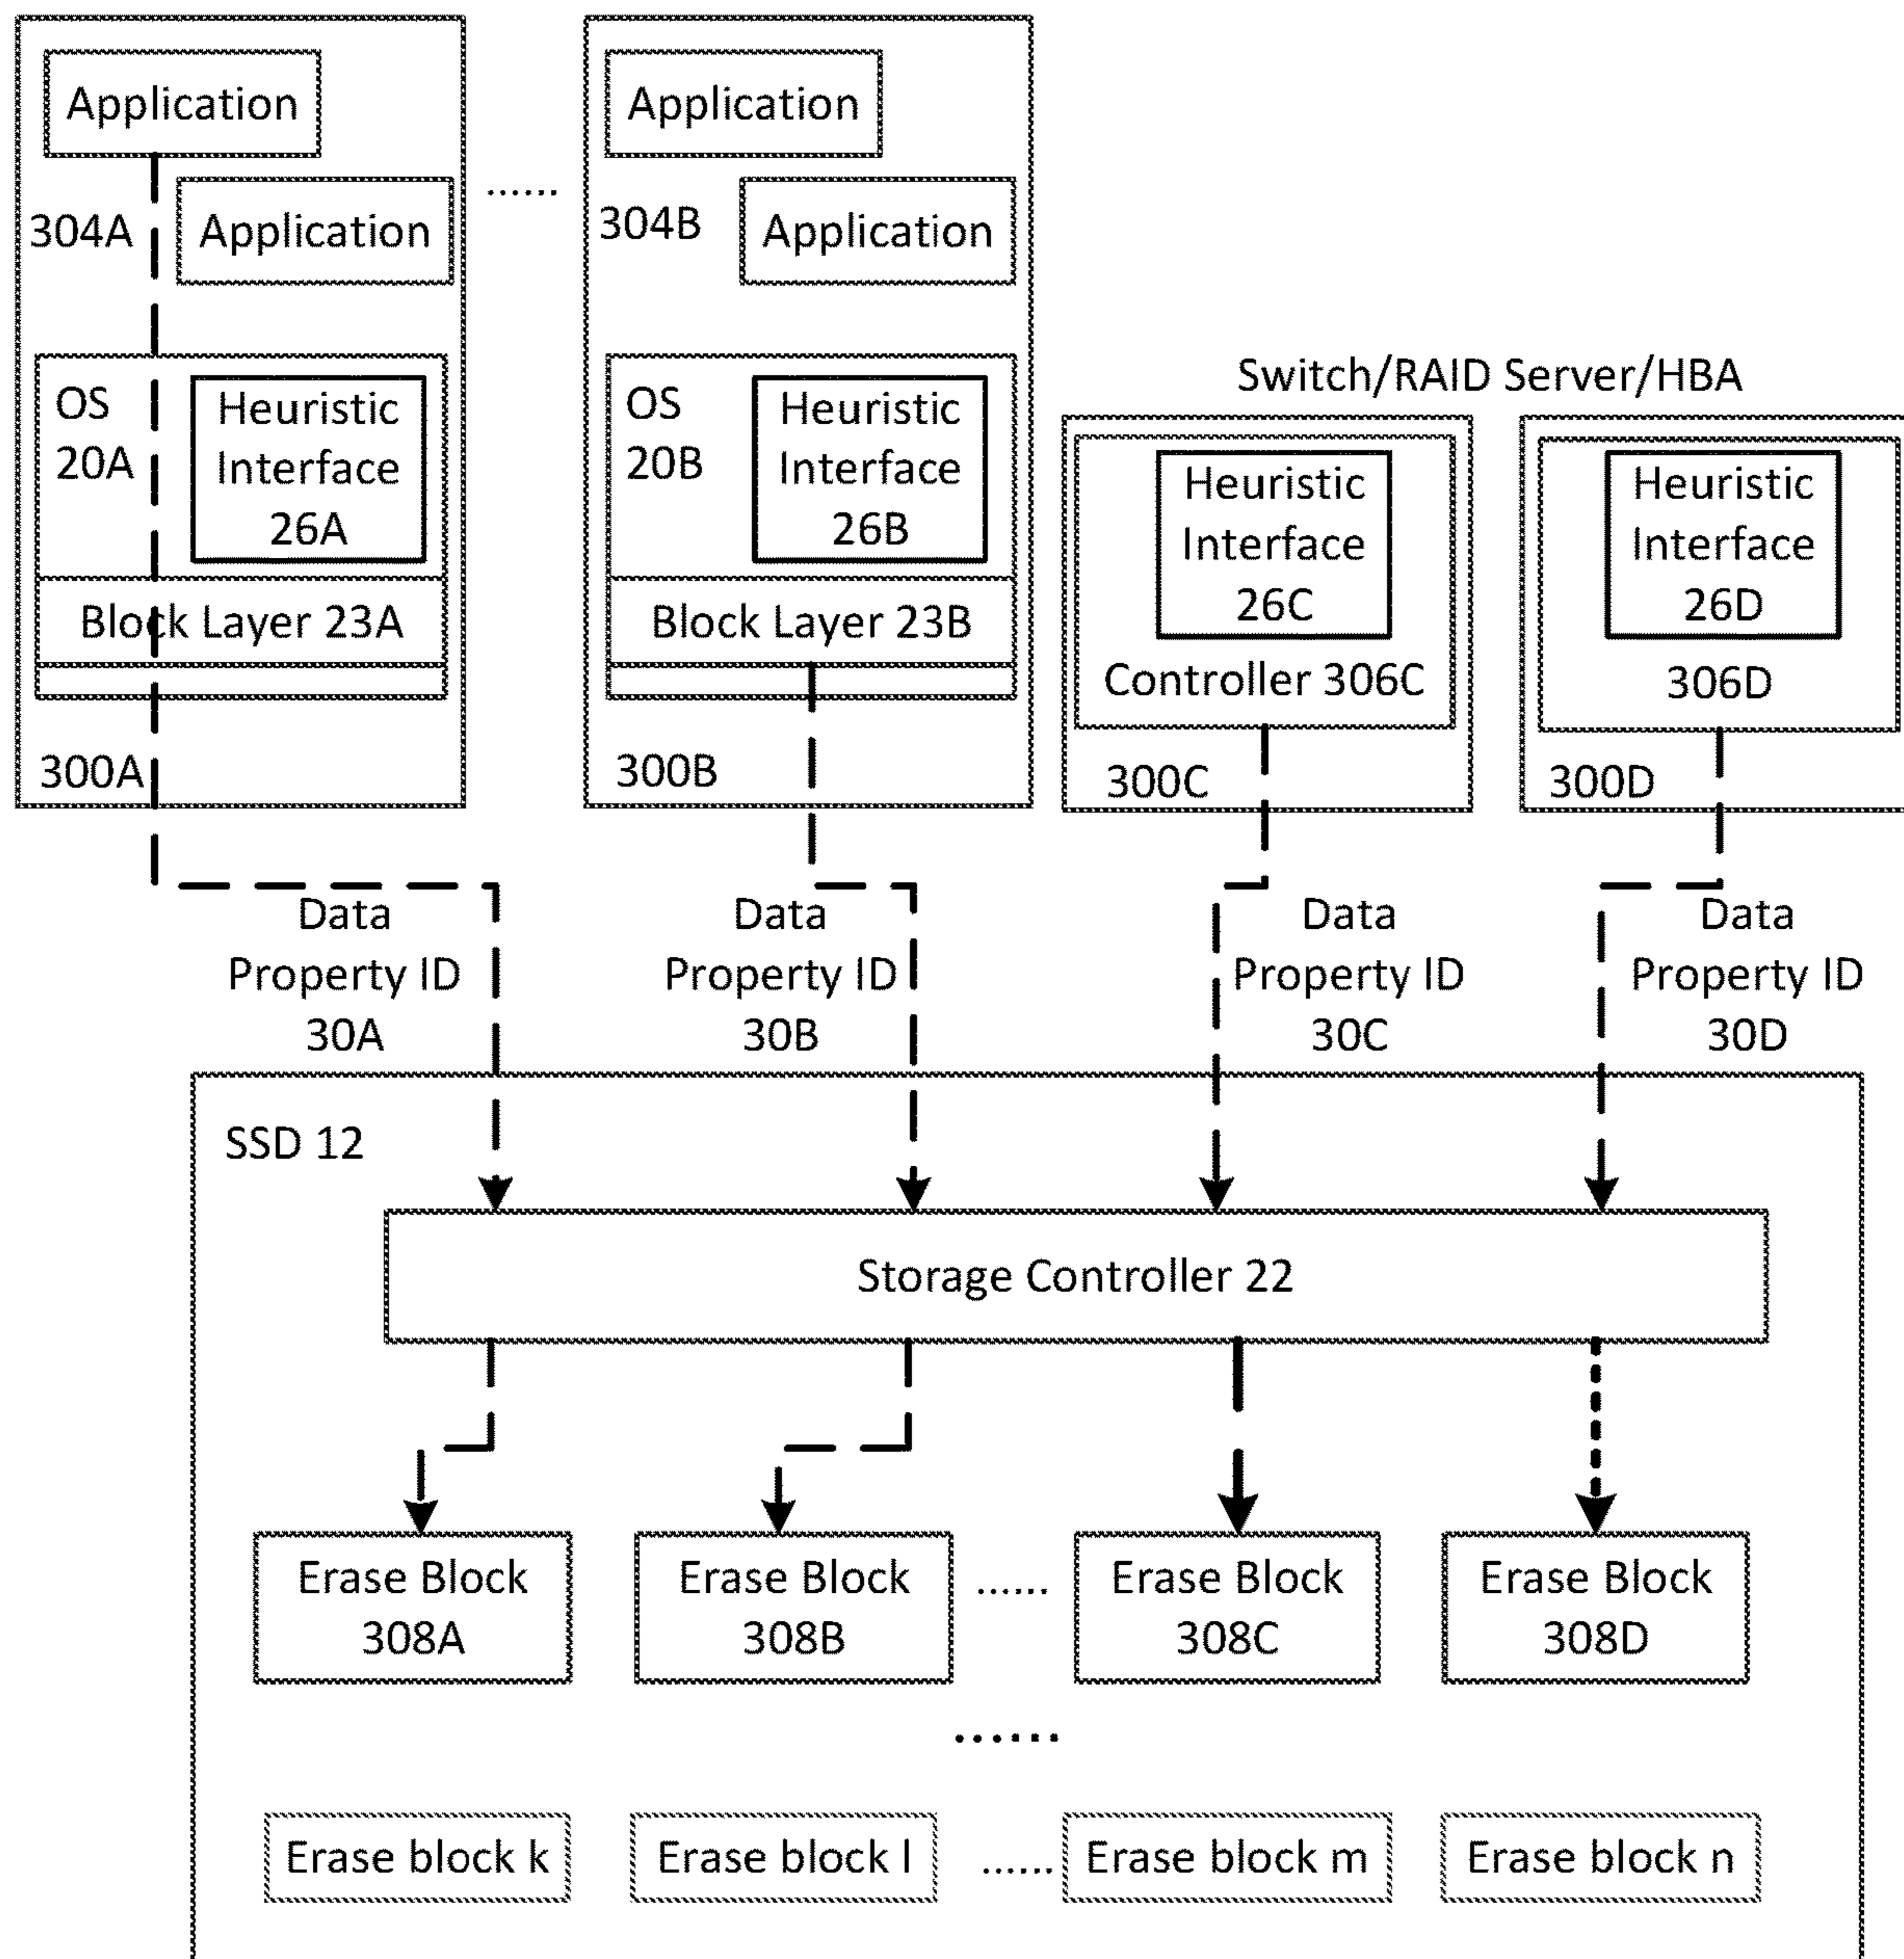 Application
Application
304A
Application
......
Application
304B
Application
OS
20A
Heuristic
Interface
26A
Block Layer 23A
300A
OS
20B
Heuristic
Interface
26B
Block Layer 23B
300B
Switch/RAID Server/HBA
Heuristic
Interface
26C
Controller 306C
300C
Heuristic
Interface
26D
306D
300D
Data
Property ID
30A
Data
Property ID
30B
Data
Property ID
30C
Data
Property ID
30D
SSD 12
Storage Controller 22
Erase Block
308A
Erase Block
308B
......
Erase Block
308C
Erase Block
308D
......
Erase block k
Erase block l
......
Erase block m
Erase block n